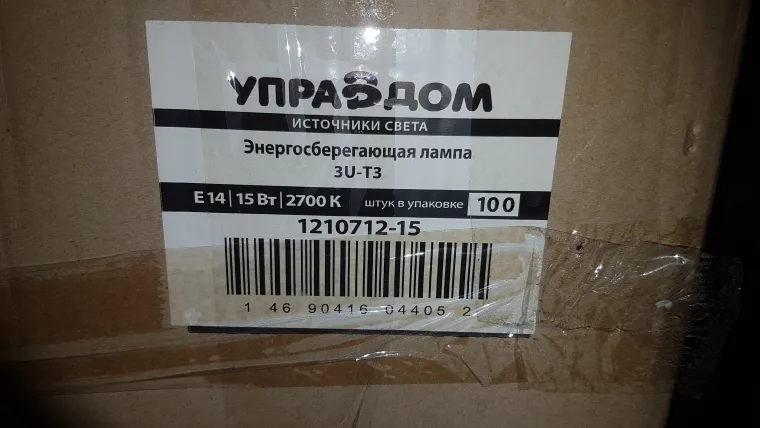 УПРАВДОМ
ИСТОЧНИКИ СВЕТА
Энергосберегающая лампа
3U-T3
E 14 | 15 Вт | 2700 К штук в упаковке 100
1210712-15
1 46 90416 04405 2